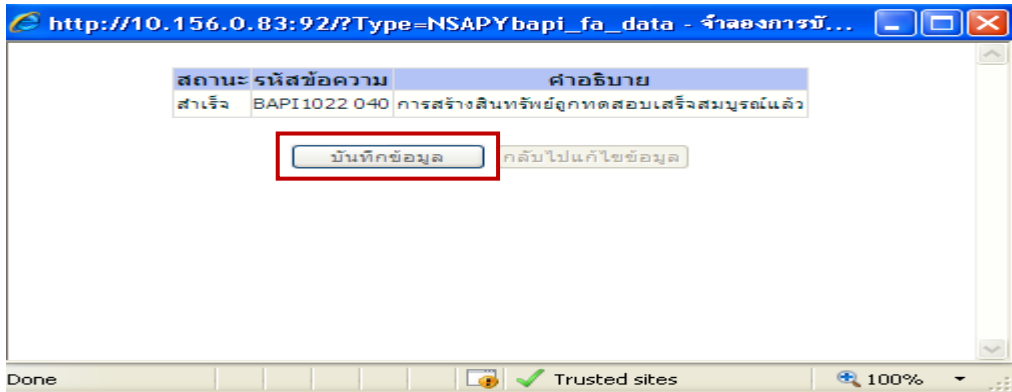 http://10.156.0.83:92/?Type=NSAPYbapi_fa_data - จำลองการบั...
สถานะ รหัสข้อความ คำอธิบาย
สำเร็จ BAPI1022 040 การสร้างสินทรัพย์ถูกทดสอบเสร็จสมบูรณ์แล้ว
บันทึกข้อมูล กลับไปแก้ไขข้อมูล
Done Trusted sites 100%